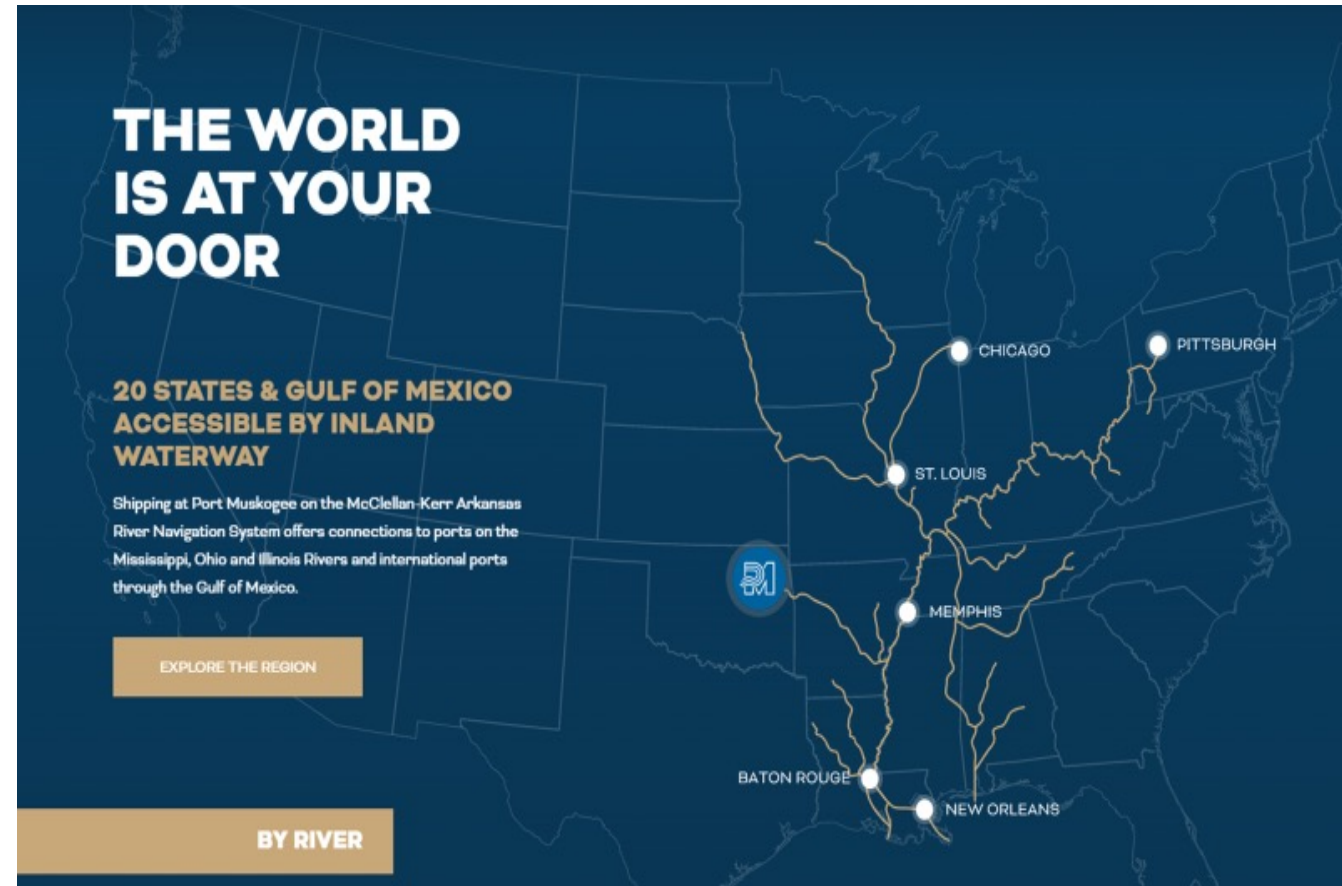 THE WORLD
IS AT YOUR
DOOR
20 STATES & GULF OF MEXICO
ACCESSIBLE BY INLAND
WATERWAY
Shipping at Port Muskogee on the McClellan-Kerr Arkansas
River Navigation System offers connections to ports on the
Mississippi, Ohio and Illinois Rivers and international ports
through the Gulf of Mexico.
EXPLORE THE REGION
BY RIVER
CHICAGO
PITTSBURGH
ST. LOUIS
PM
MEMPHIS
BATON ROUGE
NEW ORLEANS